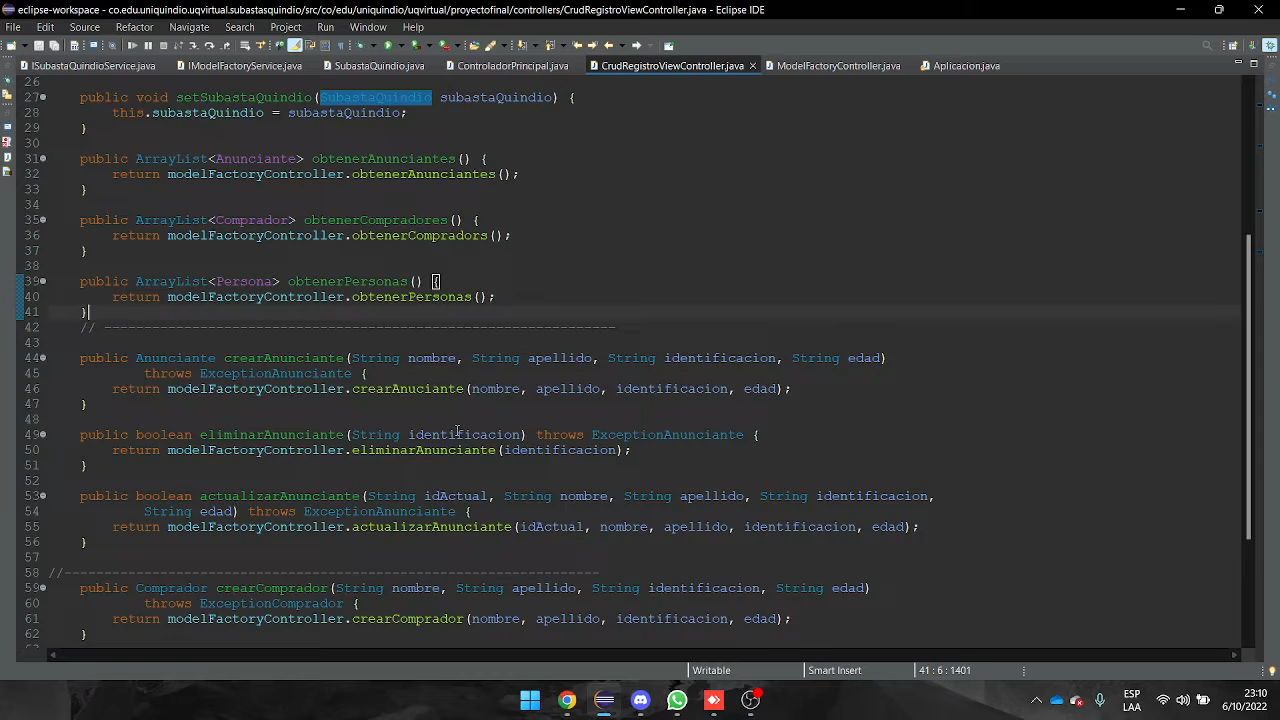 eclipse-workspace - co.edu.uniquindio.uqvirtual.subastasquindio/src/co/edu/uniquindio/uqvirtual/proyectofinal/controllers/CrudRegistroViewController.java - Eclipse IDE
File Edit Source Refactor Navigate Search Project Run Window Help
ISubastaQuindioService.java IModelFactoryService.java SubastaQuindio.java ControladorPrincipal.java CrudRegistroViewController.java ModelFactoryController.java Aplicacion.java
26
27 public void setSubastaQuindio(SubastaQuindio subastaQuindio) {
28 this.subastaQuindio = subastaQuindio;
29 }
30
31 public ArrayList<Anunciante> obtenerAnunciantes() {
32 return modelFactoryController.obtenerAnunciantes();
33 }
34
35 public ArrayList<Comprador> obtenerCompradores() {
36 return modelFactoryController.obtenerCompradors();
37 }
38
39 public ArrayList<Persona> obtenerPersonas() {
40 return modelFactoryController.obtenerPersonas();
41 }
42 // ----------------------------------------------------------------
43
44 public Anunciante crearAnunciante(String nombre, String apellido, String identificacion, String edad)
45 throws ExceptionAnunciante {
46 return modelFactoryController.crearAnuciante(nombre, apellido, identificacion, edad);
47 }
48
49 public boolean eliminarAnunciante(String identificacion) throws ExceptionAnunciante {
50 return modelFactoryController.eliminarAnunciante(identificacion);
51 }
52
53 public boolean actualizarAnunciante(String idActual, String nombre, String apellido, String identificacion,
54 String edad) throws ExceptionAnunciante {
55 return modelFactoryController.actualizarAnunciante(idActual, nombre, apellido, identificacion, edad);
56 }
57
58 //-------------------------------------------------------------------
59 public Comprador crearComprador(String nombre, String apellido, String identificacion, String edad)
60 throws ExceptionComprador {
61 return modelFactoryController.crearComprador(nombre, apellido, identificacion, edad);
62 }
Writable Smart Insert 41 : 6 : 1401
ESP
LAA
23:10
6/10/2022